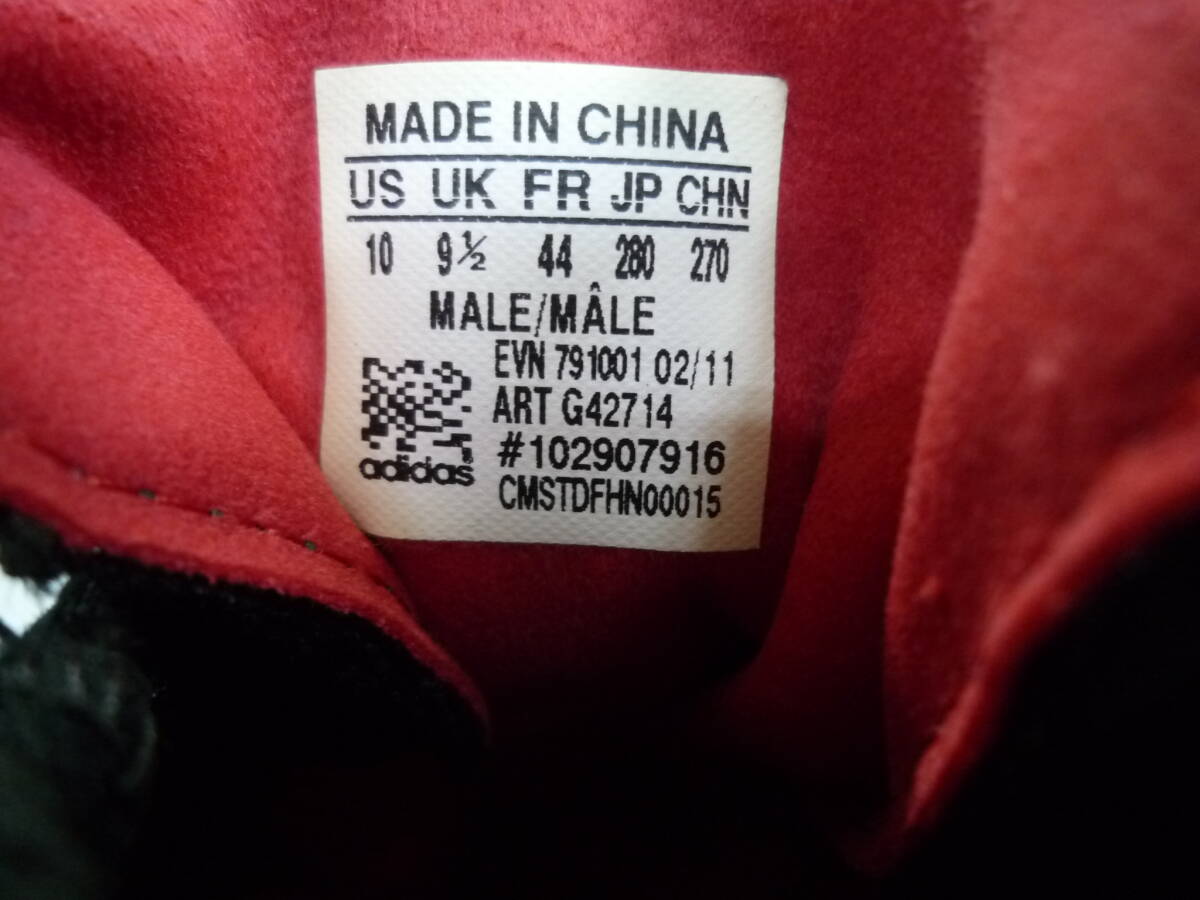 MADE IN CHINA
US UK FR JP CHN
10 9½ 44 280 270
MALE/MÂLE
EVN 791001 02/11
ART G42714
#102907916
adidas
CMSTDFHN00015